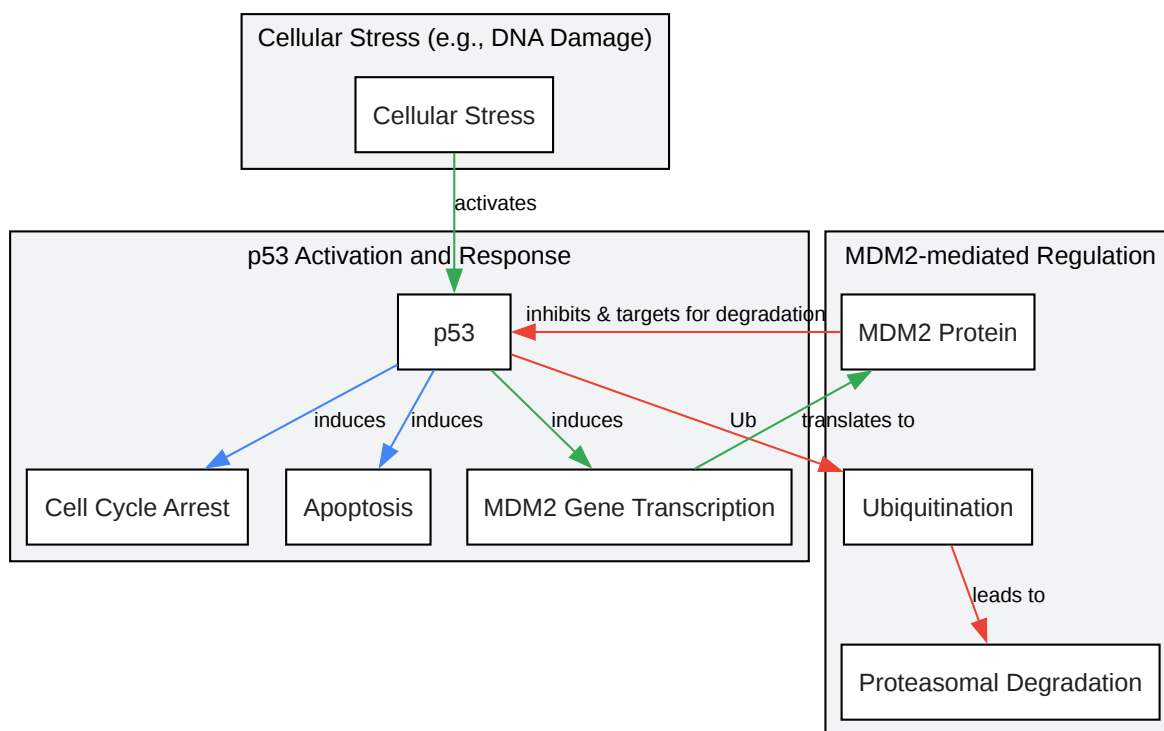 Cellular Stress (e.g., DNA Damage)
Cellular Stress
activates
p53 Activation and Response
MDM2-mediated Regulation
p53
inhibits & targets for degradation
MDM2 Protein
induces
induces
induces
Ub
translates to
Cell Cycle Arrest
Apoptosis
MDM2 Gene Transcription
Ubiquitination
leads to
Proteasomal Degradation